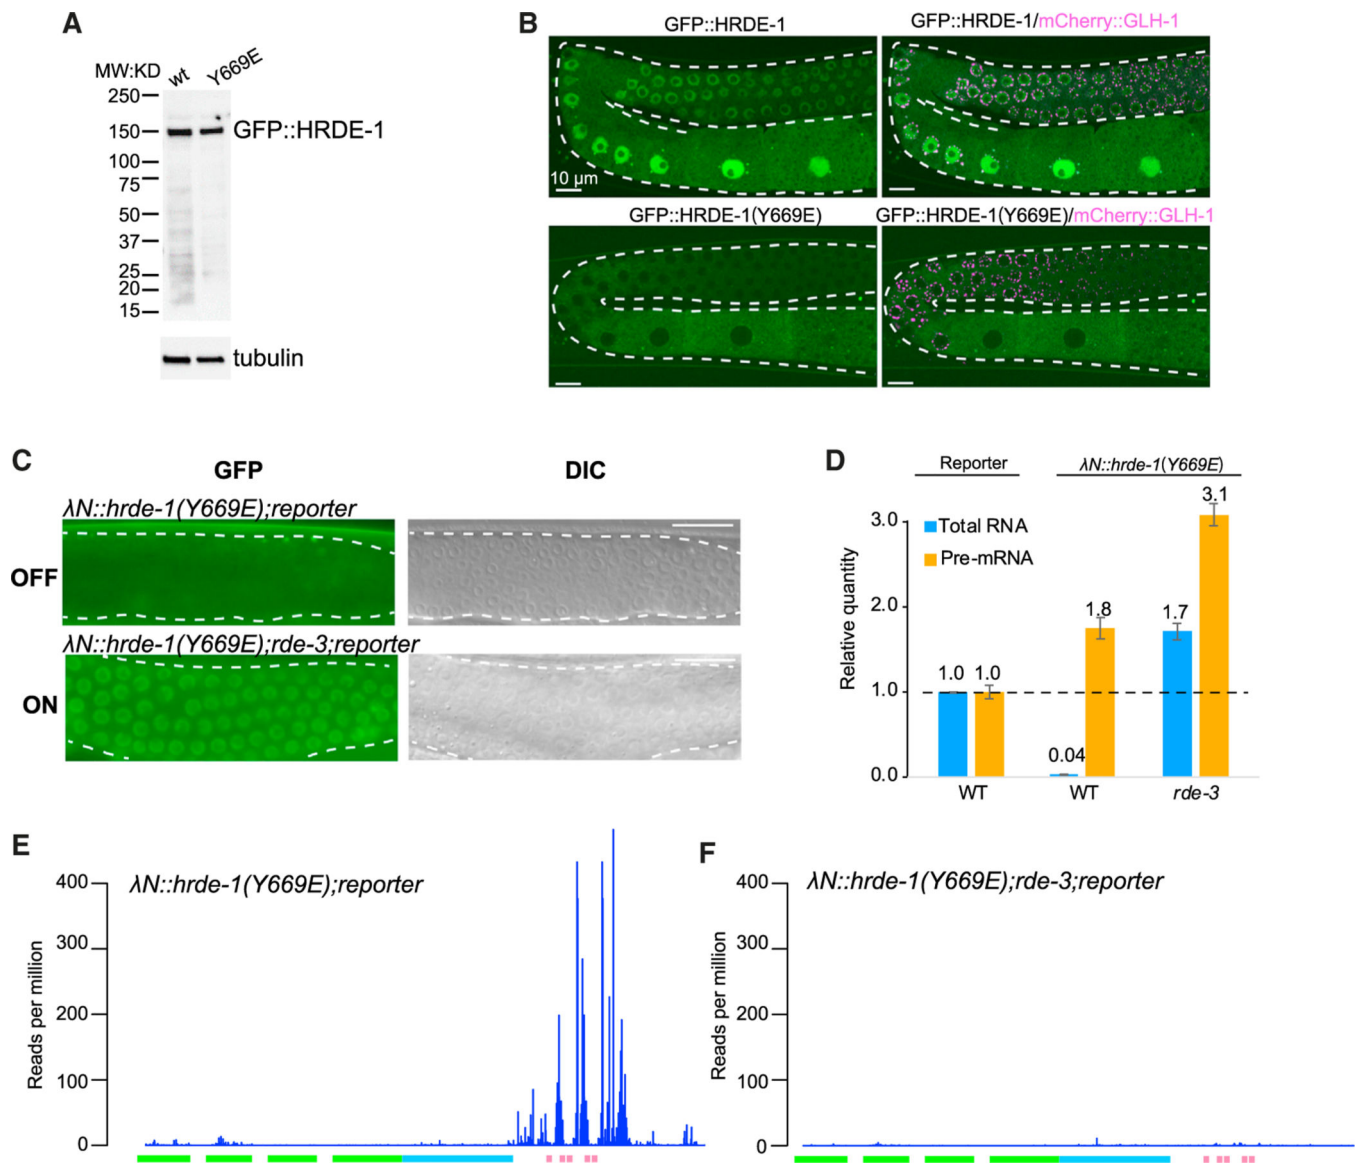 A
MW:KD
wt
Y669E
250
150
100
75
50
37
25
20
15
GFP::HRDE-1
tubulin
B
GFP::HRDE-1
GFP::HRDE-1/mCherry::GLH-1
10 µm
GFP::HRDE-1(Y669E)
GFP::HRDE-1(Y669E)/mCherry::GLH-1
C
GFP
DIC
λN::hrde-1(Y669E);reporter
OFF
λN::hrde-1(Y669E);rde-3;reporter
ON
D
Reporter
λN::hrde-1(Y669E)
Total RNA
Pre-mRNA
Relative quantity
3.0
2.0
1.0
0.0
1.0 1.0
0.04
1.8
1.7
3.1
WT
WT
rde-3
E
λN::hrde-1(Y669E);reporter
Reads per million
400
300
200
100
0
F
λN::hrde-1(Y669E);rde-3;reporter
Reads per million
400
300
200
100
0